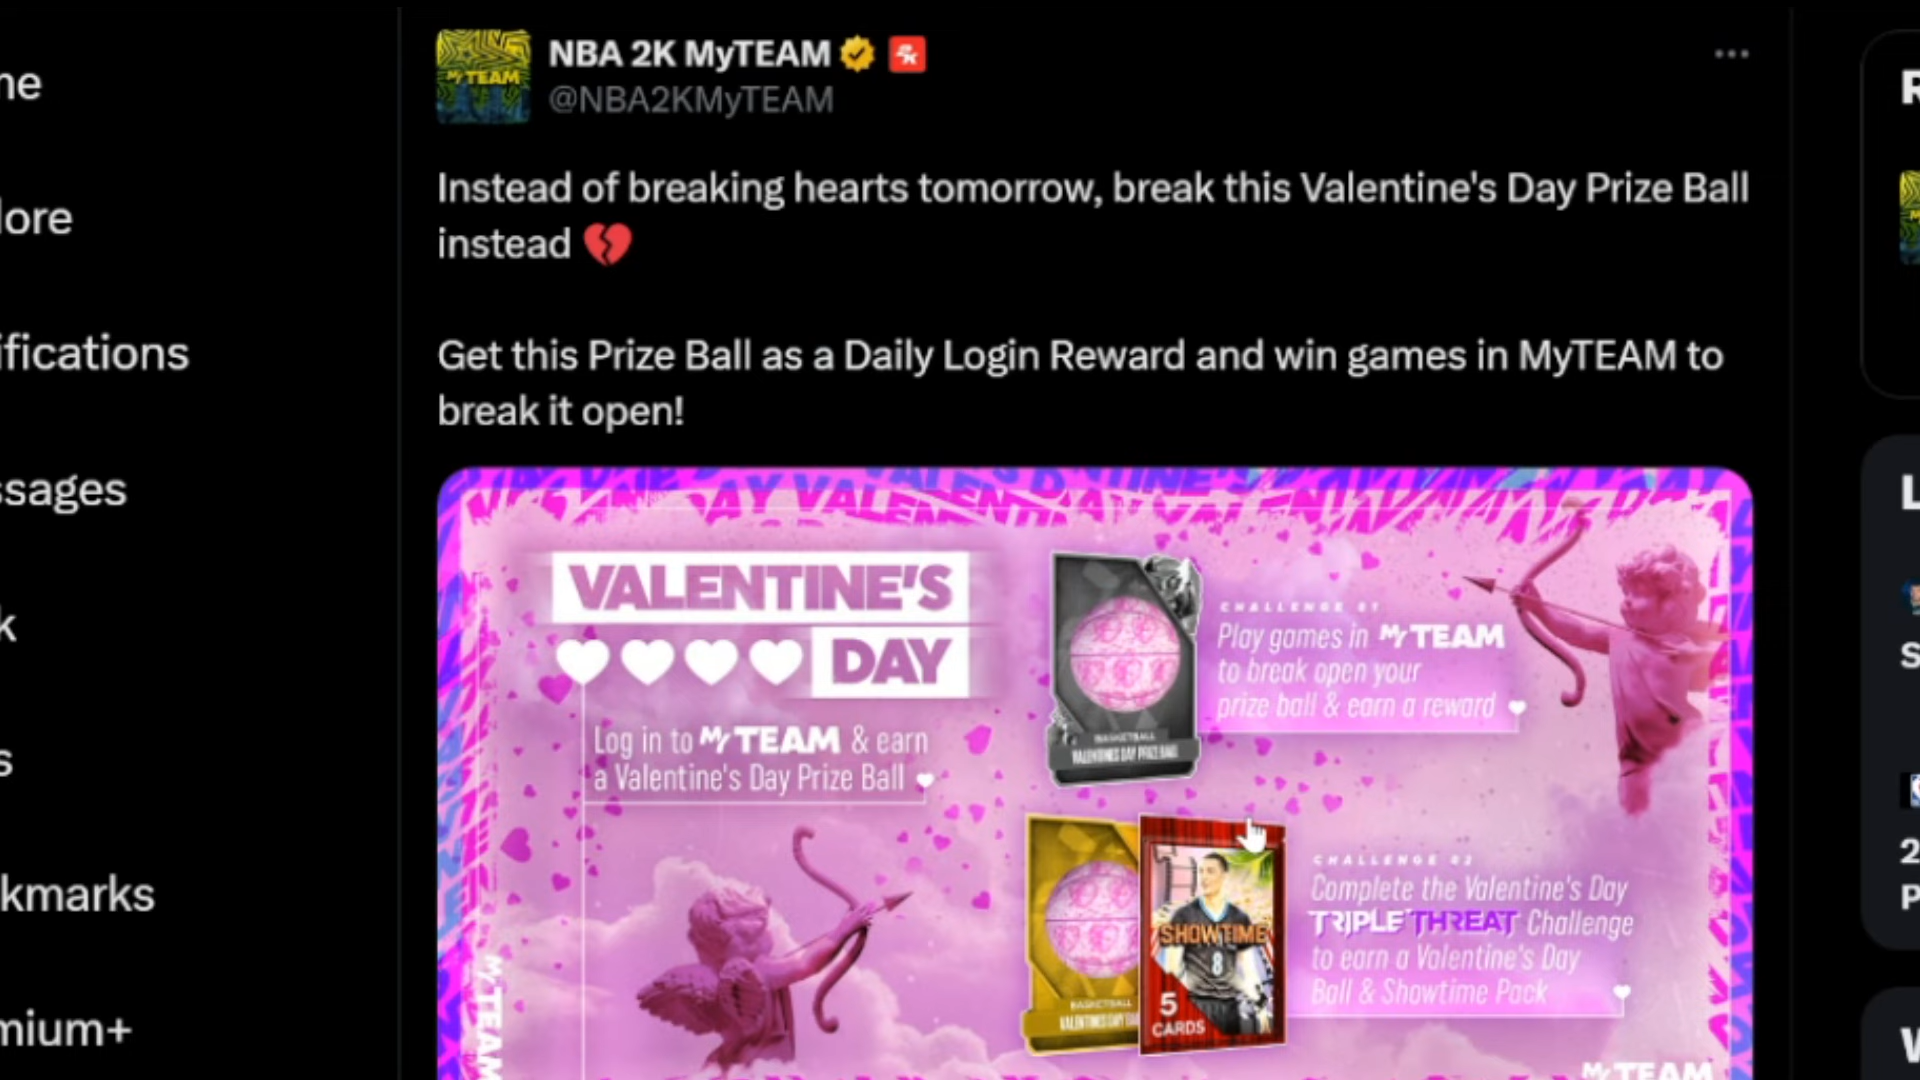 ne
lore
ifications
ssages
k
s
kmarks
mium+
NBA 2K MyTEAM
@NBA2KMyTEAM
Instead of breaking hearts tomorrow, break this Valentine's Day Prize Ball
instead
Get this Prize Ball as a Daily Login Reward and win games in MyTEAM to
break it open!
VALENTINE'S
DAY
Log in to MyTEAM & earn
a Valentine's Day Prize Ball
BASKETBALL
VALENTINES DAY PRIZE BALL
CHALLENGE 01
Play games in MyTEAM
to break open your
prize ball & earn a reward
BASKETBALL
VALENTINES DAY
SHOWTIME
8
5
CARDS
CHALLENGE 02
Complete the Valentine's Day
TRIPLE THREAT Challenge
to earn a Valentine's Day
Ball & Showtime Pack
MyTEAM
MyTEAM
R
L
S
2
P